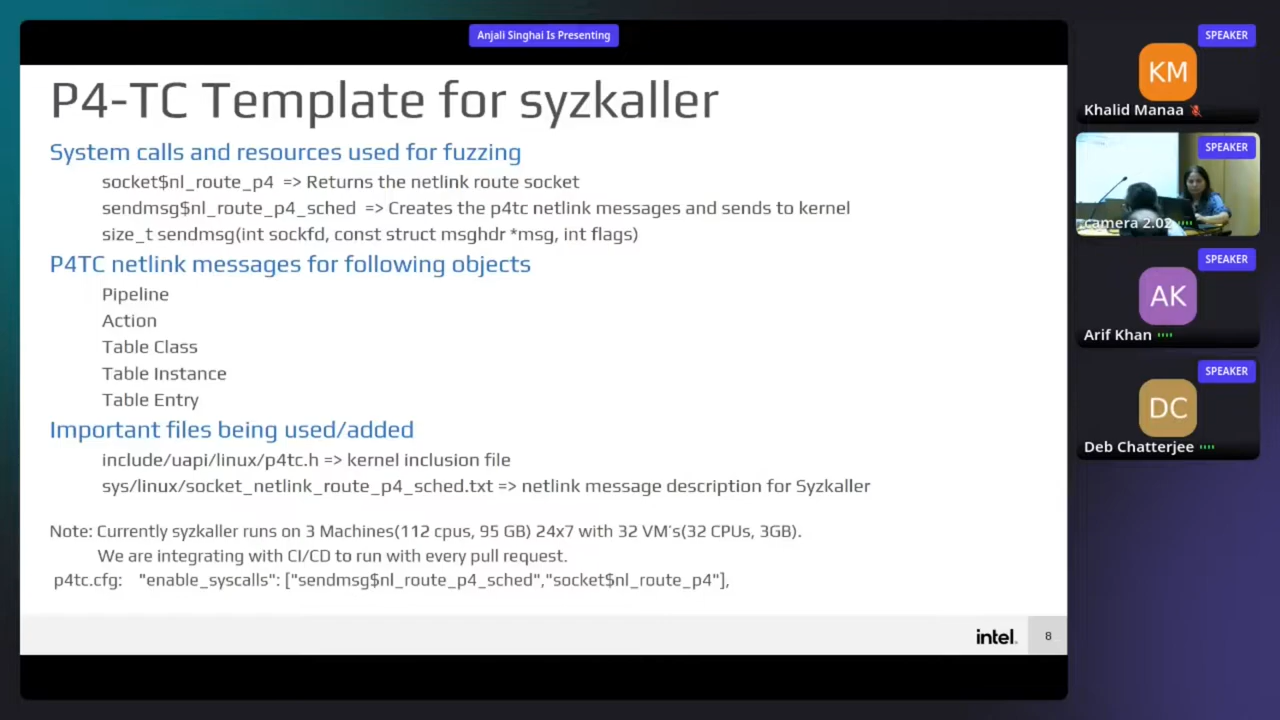 Anjali Singhai Is Presenting
P4-TC Template for syzkaller
System calls and resources used for fuzzing
socket$nl_route_p4 => Returns the netlink route socket
sendmsg$nl_route_p4_sched => Creates the p4tc netlink messages and sends to kernel
size_t sendmsg(int sockfd, const struct msghdr *msg, int flags)
P4TC netlink messages for following objects
Pipeline
Action
Table Class
Table Instance
Table Entry
Important files being used/added
include/uapi/linux/p4tc.h => kernel inclusion file
sys/linux/socket_netlink_route_p4_sched.txt => netlink message description for Syzkaller
Note: Currently syzkaller runs on 3 Machines(112 cpus, 95 GB) 24x7 with 32 VM's(32 CPUs, 3GB).
We are integrating with CI/CD to run with every pull request.
p4tc.cfg: "enable_syscalls": ["sendmsg$nl_route_p4_sched","socket$nl_route_p4"],
intel.
8
SPEAKER
KM
Khalid Manaa
SPEAKER
camera 2.02
SPEAKER
AK
Arif Khan
SPEAKER
DC
Deb Chatterjee